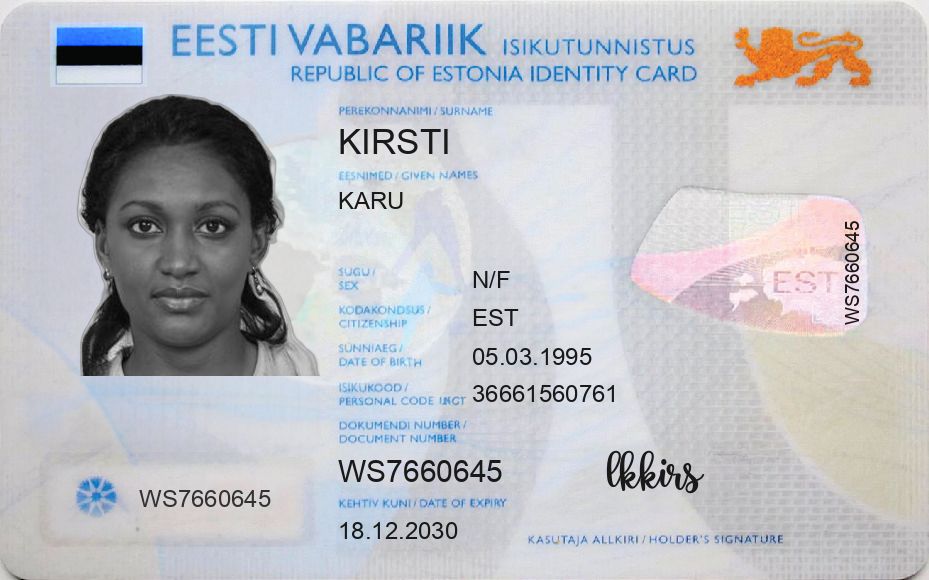 EESTI VABARIIK ISIKUTUNNISTUS
REPUBLIC OF ESTONIA IDENTITY CARD
PEREKONNANIMI / SURNAME
KIRSTI
EESNIMED / GIVEN NAMES
KARU
SUGU /
SEX
N/F
KODAKONDSUS /
CITIZENSHIP
EST
SÜNNIAEG /
DATE OF BIRTH
05.03.1995
ISIKUKOOD /
PERSONAL CODE
36661560761
DOKUMENDI NUMBER /
DOCUMENT NUMBER
WS7660645
KEHTIV KUNI / DATE OF EXPIRY
18.12.2030
WS7660645
EST
WS7660645
lkkirs
KASUTAJA ALLKIRI / HOLDER'S SIGNATURE